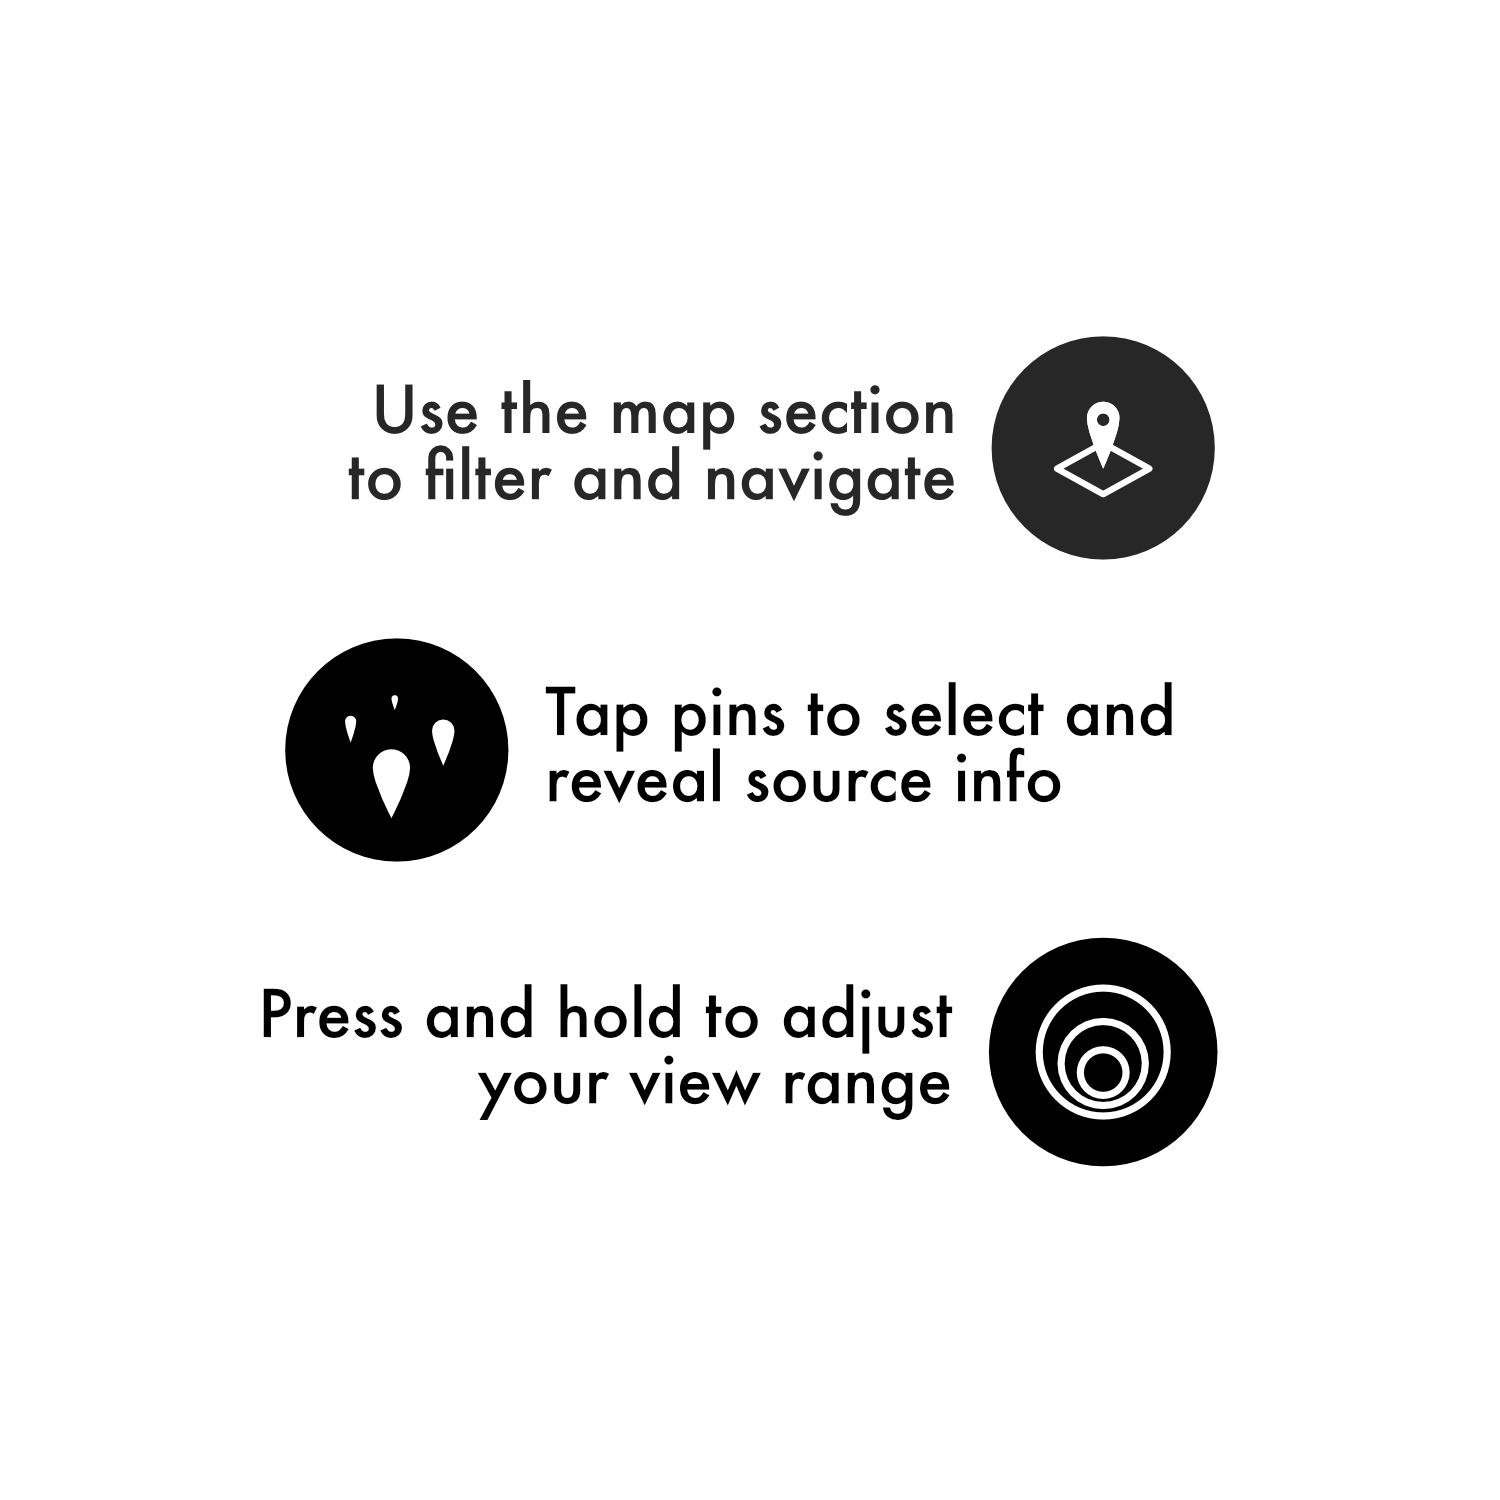 Use the map section
to filter and navigate
Tap pins to select and
reveal source info
Press and hold to adjust
your view range